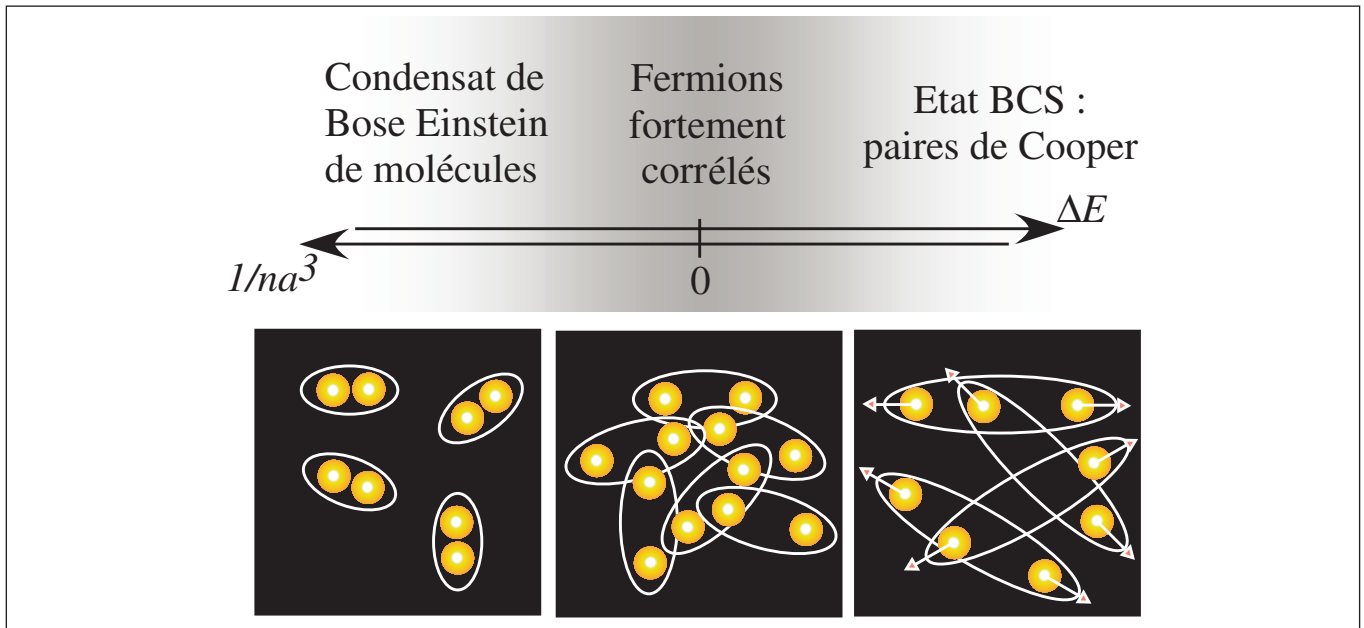 Condensat de
Bose Einstein
de molécules
Fermions
fortement
corrélés
Etat BCS :
paires de Cooper
ΔE
1/na³
0